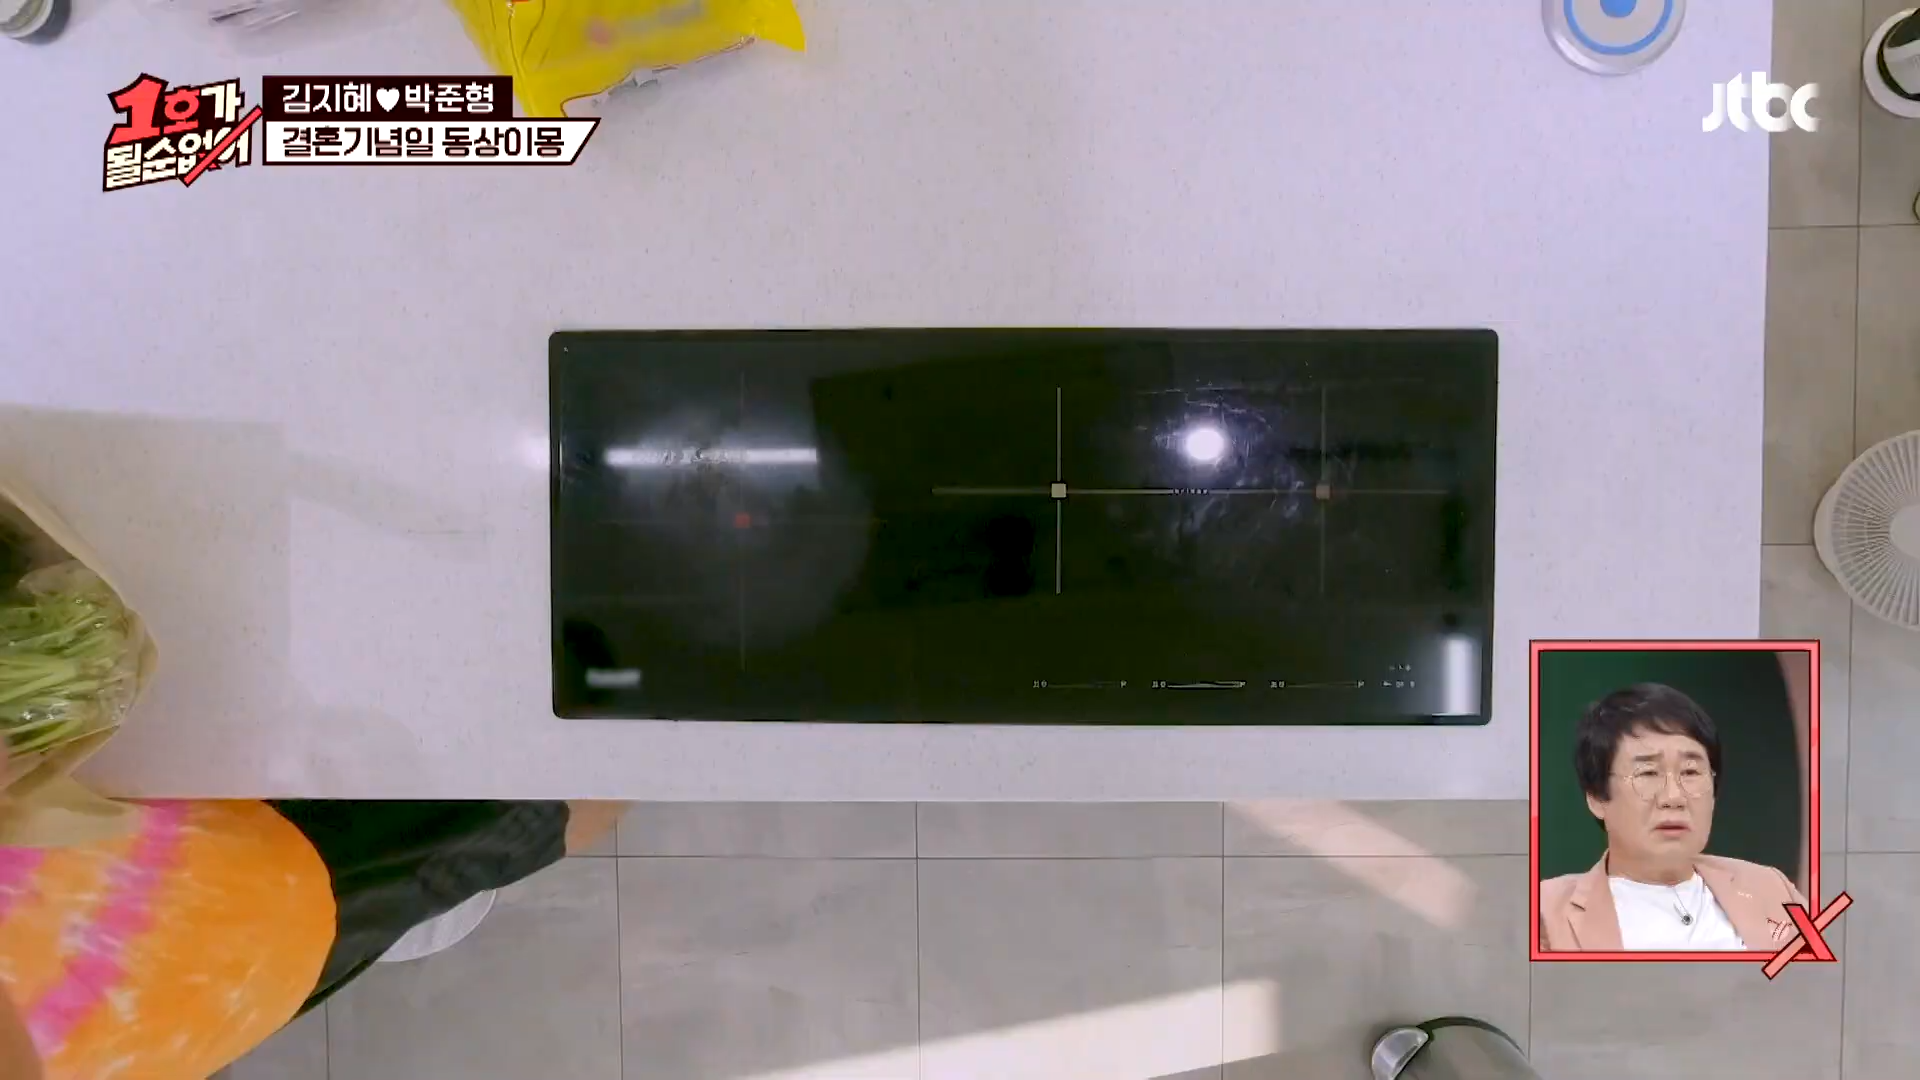 1호가
될 순 없어
김지혜♥박준형
결혼기념일 동상이몽
jtbc